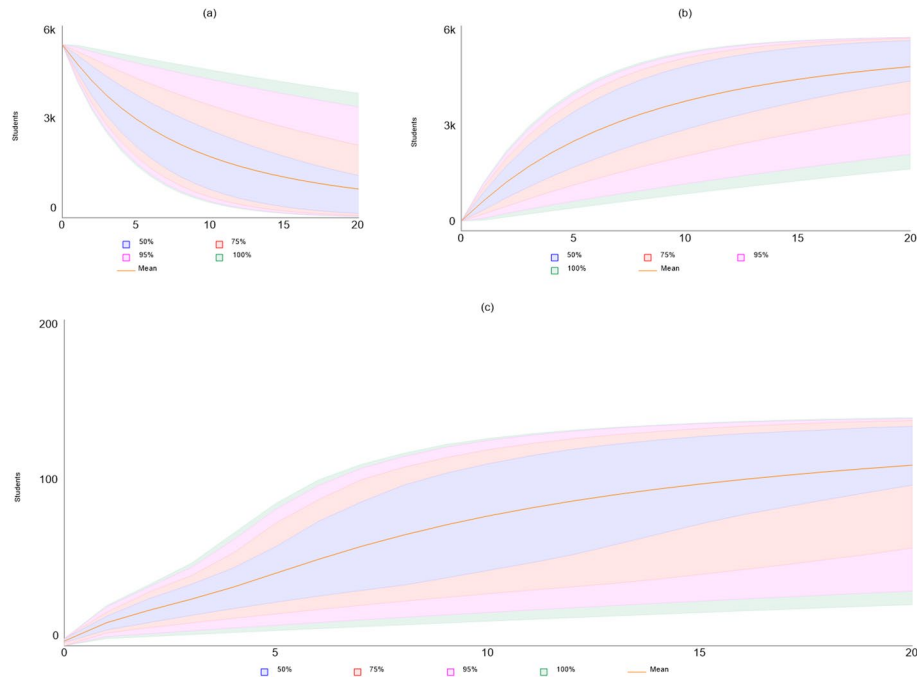 (a)
6k
3k
0
Students
0 5 10 15 20
50% 75%
95% 100%
Mean
(b)
6k
3k
0
Students
0 5 10 15 20
50% 75% 95%
100% Mean
(c)
200
100
0
Students
0 5 10 15 20
50% 75% 95% 100% Mean